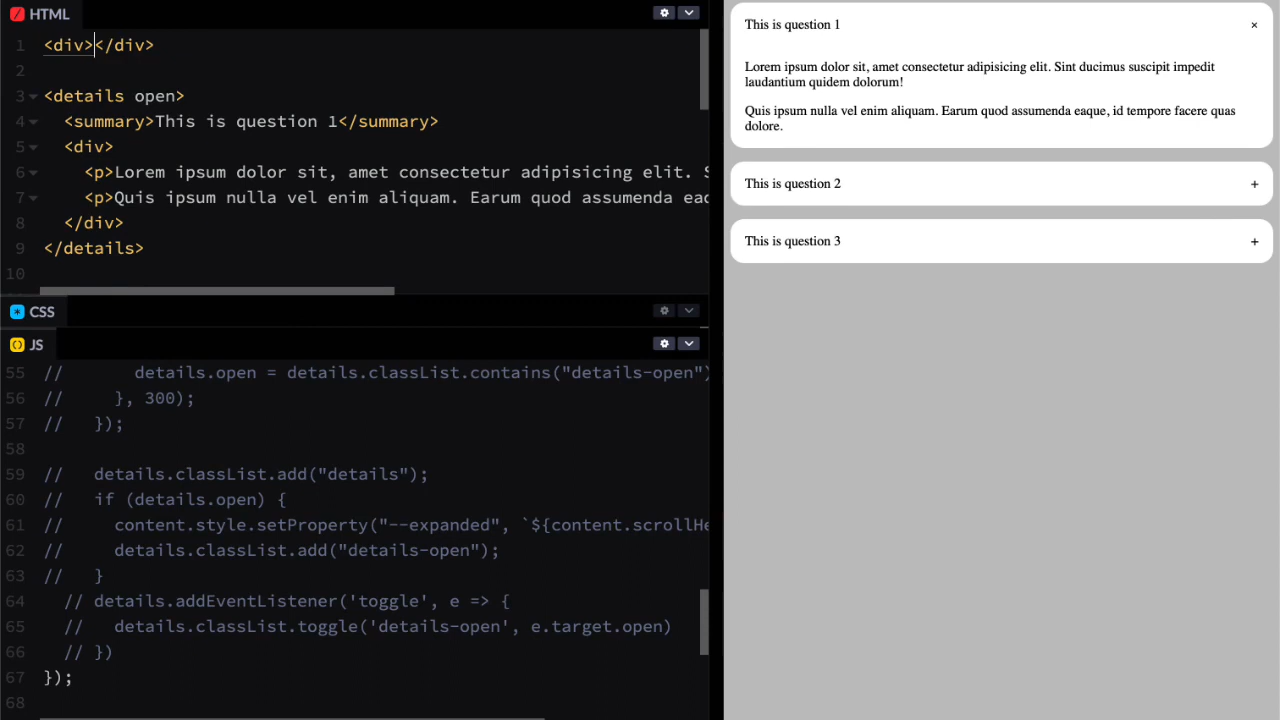 HTML
1 <div></div>
2
3 <details open>
4 <summary>This is question 1</summary>
5 <div>
6 <p>Lorem ipsum dolor sit, amet consectetur adipisicing elit. S
7 <p>Quis ipsum nulla vel enim aliquam. Earum quod assumenda eaq
8 </div>
9 </details>
10
CSS
JS
55 // details.open = details.classList.contains("details-open")
56 // }, 300);
57 // });
58
59 // details.classList.add("details");
60 // if (details.open) {
61 // content.style.setProperty("--expanded", `${content.scrollHe
62 // details.classList.add("details-open");
63 // }
64 // details.addEventListener('toggle', e => {
65 // details.classList.toggle('details-open', e.target.open)
66 // })
67 });
68
This is question 1 ×
Lorem ipsum dolor sit, amet consectetur adipisicing elit. Sint ducimus suscipit impedit
laudantium quidem dolorum!
Quis ipsum nulla vel enim aliquam. Earum quod assumenda eaque, id tempore facere quas
dolore.
This is question 2 +
This is question 3 +